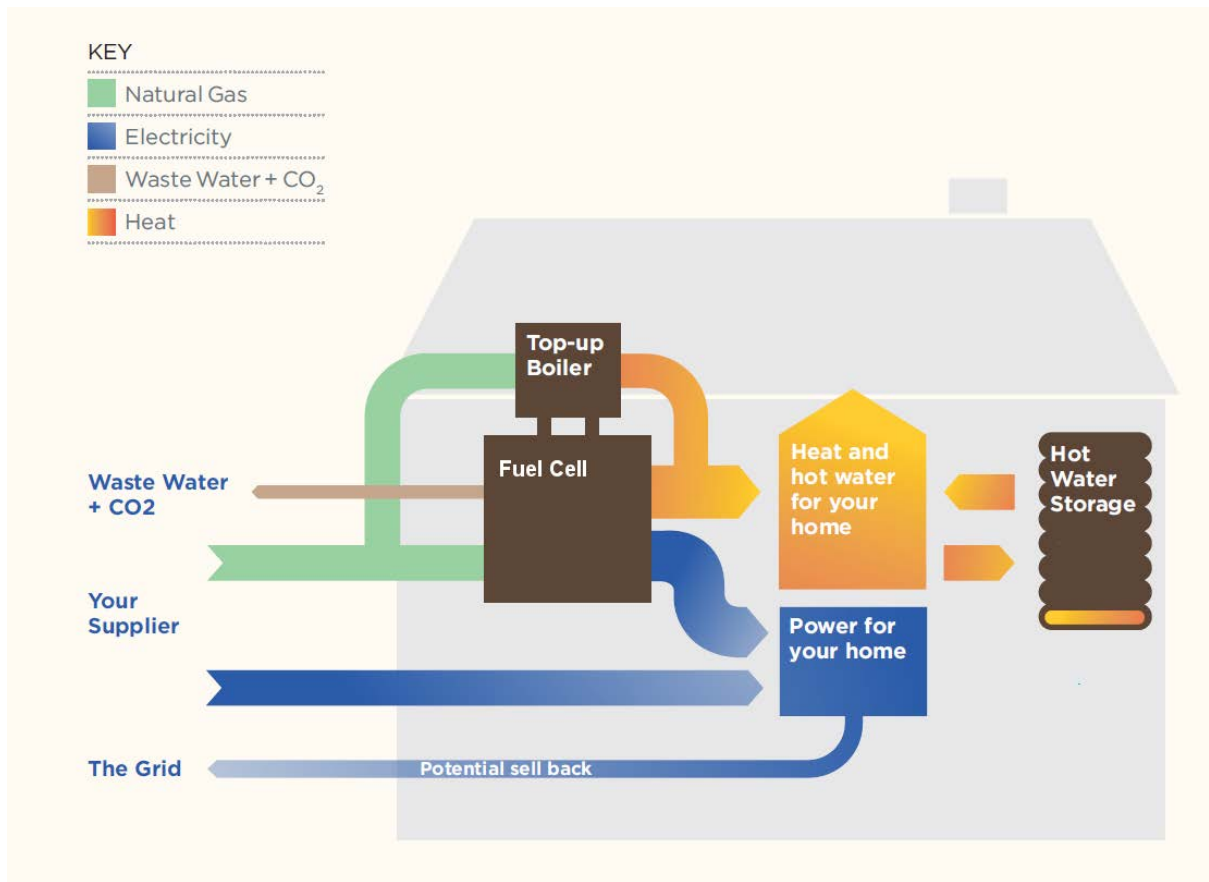 KEY
Natural Gas
Electricity
Waste Water + CO₂
Heat
Top-up
Boiler
Fuel Cell
Waste Water
+ CO2
Heat and
hot water
for your
home
Hot
Water
Storage
Your
Supplier
Power for
your home
The Grid
Potential sell back